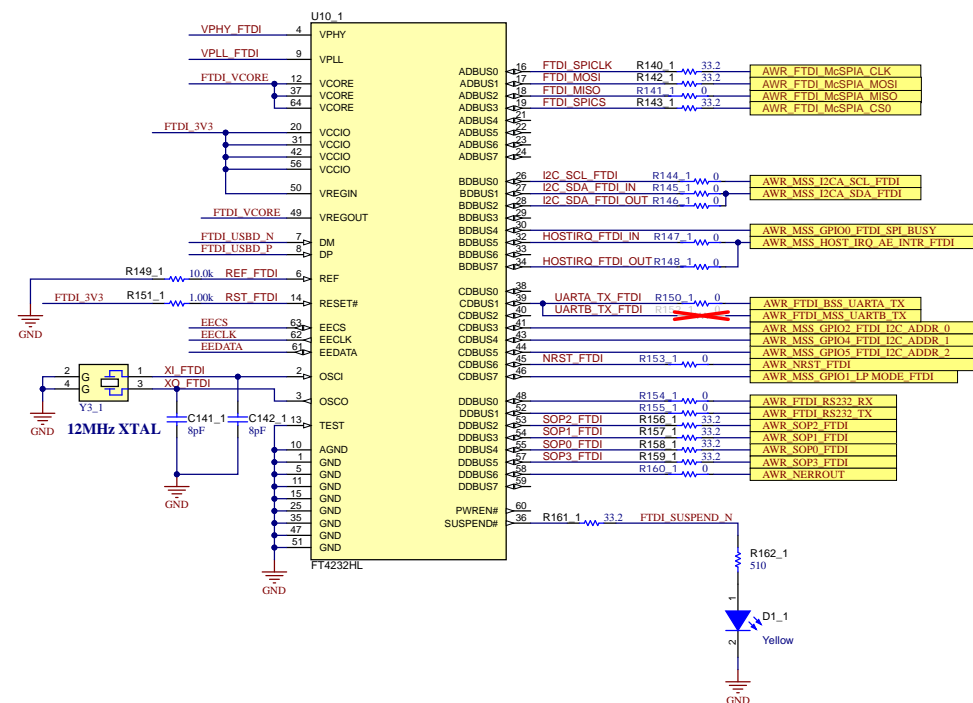 U10_1
VPHY_FTDI 4 VPHY
VPLL_FTDI 9 VPLL
FTDI_VCORE 12 VCORE
37 VCORE
64 VCORE
FTDI_3V3 20 VCCIO
31 VCCIO
42 VCCIO
56 VCCIO
50 VREGIN
FTDI_VCORE 49 VREGOUT
FTDI_USBD_N 7 DM
FTDI_USBD_P 8 DP
R149_1 10.0k REF_FTDI 6 REF
FTDI_3V3 R151_1 1.00k RST_FTDI 14 RESET#
GND
EECS 63 EECS
EECLK 62 EECLK
EEDATA 61 EEDATA
2 G 1 XI_FTDI 2 OSCI
4 G 3 XO_FTDI 3 OSCO
Y3_1
GND
12MHz XTAL
C141_1
8pF
C142_1
8pF
GND
13 TEST
10 AGND
1 GND
5 GND
11 GND
15 GND
25 GND
35 GND
47 GND
51 GND
GND
FT4232HL
ADBUS0 16 FTDI_SPICLK R140_1 33.2 AWR_FTDI_McSPIA_CLK
ADBUS1 17 FTDI_MOSI R142_1 33.2 AWR_FTDI_McSPIA_MOSI
ADBUS2 18 FTDI_MISO R141_1 0 AWR_FTDI_McSPIA_MISO
ADBUS3 19 FTDI_SPICS R143_1 33.2 AWR_FTDI_McSPIA_CS0
ADBUS4 21
ADBUS5 22
ADBUS6 23
ADBUS7 24
BDBUS0 26 I2C_SCL_FTDI R144_1 0 AWR_MSS_I2CA_SCL_FTDI
BDBUS1 27 I2C_SDA_FTDI_IN R145_1 0 AWR_MSS_I2CA_SDA_FTDI
BDBUS2 28 I2C_SDA_FTDI_OUT R146_1 0
BDBUS3 29
BDBUS4 30 AWR_MSS_GPIO0_FTDI_SPI_BUSY
BDBUS5 32 HOSTIRQ_FTDI_IN R147_1 0 AWR_MSS_HOST_IRQ_AE_INTR_FTDI
BDBUS6 33
BDBUS7 34 HOSTIRQ_FTDI_OUT R148_1 0
CDBUS0 38
CDBUS1 39 UARTA_TX_FTDI R150_1 0 AWR_FTDI_BSS_UARTA_TX
CDBUS2 40 UARTB_TX_FTDI AWR_FTDI_MSS_UARTB_TX
CDBUS3 41 AWR_MSS_GPIO2_FTDI_I2C_ADDR_0
CDBUS4 43 AWR_MSS_GPIO4_FTDI_I2C_ADDR_1
CDBUS5 44 AWR_MSS_GPIO5_FTDI_I2C_ADDR_2
CDBUS6 45 NRST_FTDI R153_1 0 AWR_NRST_FTDI
CDBUS7 46 AWR_MSS_GPIO1_LP MODE_FTDI
DDBUS0 48 R154_1 0 AWR_FTDI_RS232_RX
DDBUS1 52 R155_1 0 AWR_FTDI_RS232_TX
DDBUS2 53 SOP2_FTDI R156_1 33.2 AWR_SOP2_FTDI
DDBUS3 54 SOP1_FTDI R157_1 33.2 AWR_SOP1_FTDI
DDBUS4 55 SOP0_FTDI R158_1 33.2 AWR_SOP0_FTDI
DDBUS5 57 SOP3_FTDI R159_1 33.2 AWR_SOP3_FTDI
DDBUS6 58 R160_1 0 AWR_NERROUT
DDBUS7 59
PWREN# 60
SUSPEND# 36 R161_1 33.2 FTDI_SUSPEND_N
R162_1
510
1
D1_1
2
Yellow
GND